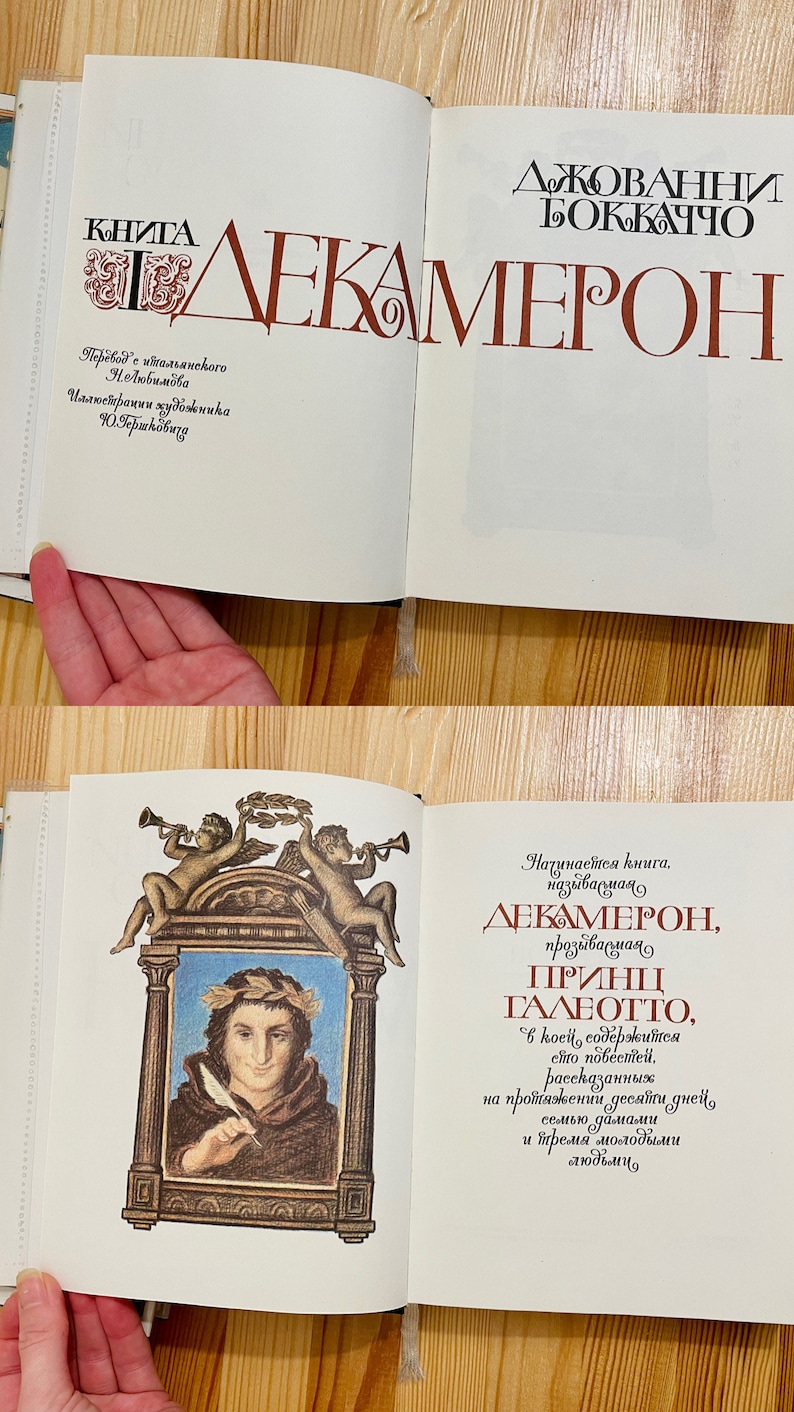 ДЖОВАННИ
БОККАЧЧО
КНИГА
I
ДЕКАМЕРОН
Перевод с итальянского
Н.Любимова
Иллюстрации художника
Ю.Гершковича
Начинается книга,
называемая
ДЕКАМЕРОН,
прозываемая
ПРИНЦ
ГАЛЕОТТО,
в коей содержится
сто повестей,
рассказанных
на протяжении десяти дней
семью дамами
и тремя молодыми
людьми